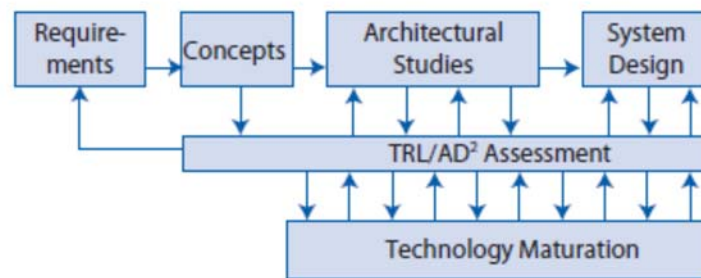 Require-
ments
Concepts
Architectural
Studies
System
Design
TRL/AD² Assessment
Technology Maturation